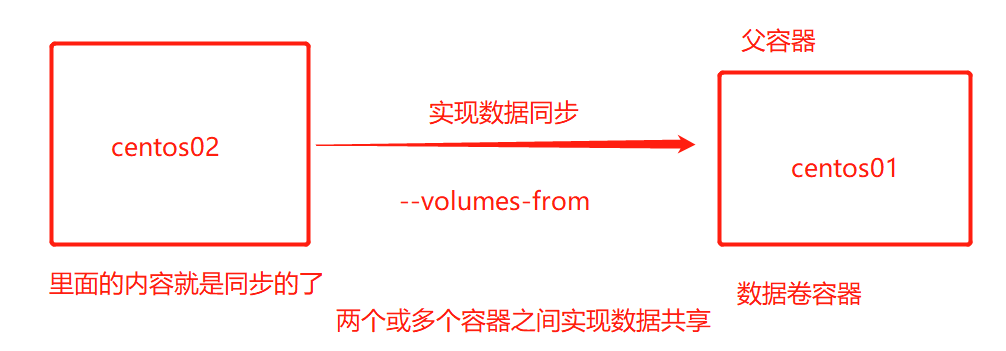 父容器
实现数据同步
centos02
centos01
--volumes-from
里面的内容就是同步的了
数据卷容器
两个或多个容器之间实现数据共享